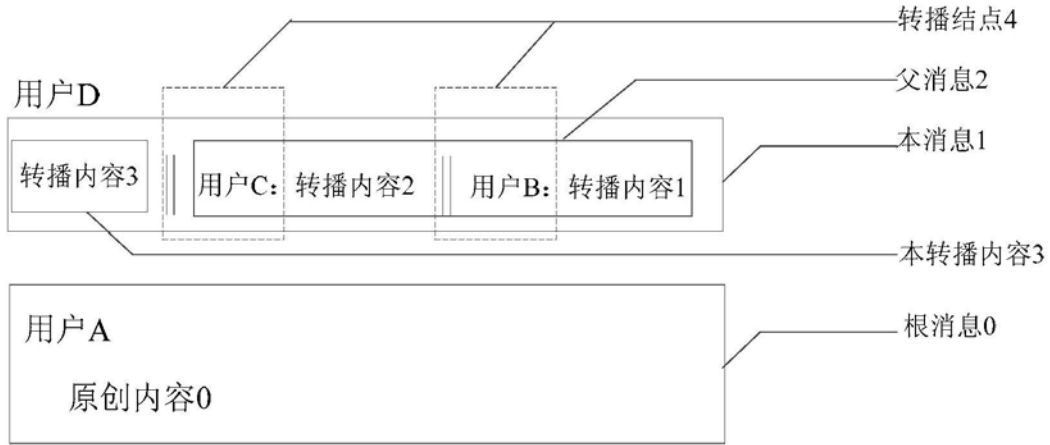 转播结点4
用户D
父消息2
本消息1
转播内容3 || 用户C：转播内容2 || 用户B：转播内容1
本转播内容3
用户A
根消息0
原创内容0